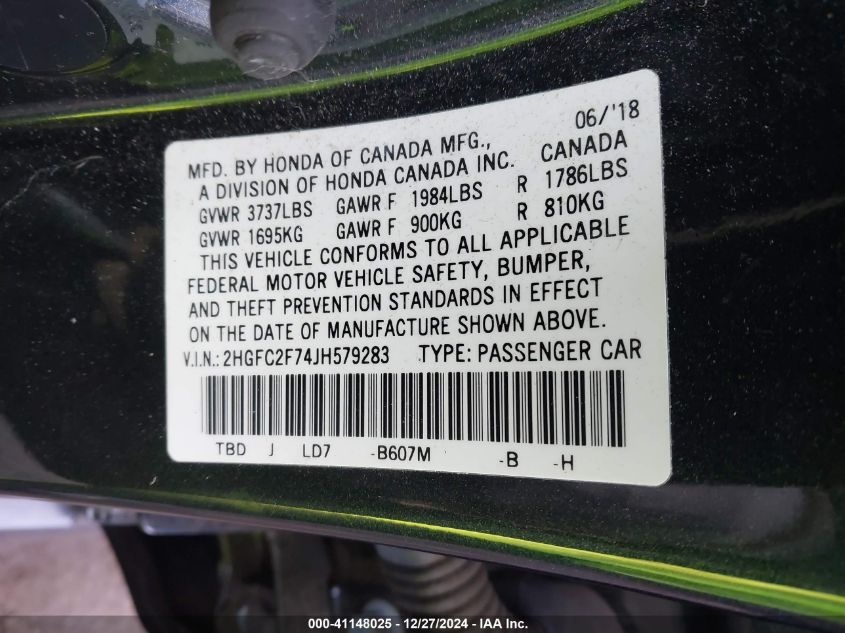 06/'18
MFD. BY HONDA OF CANADA MFG., CANADA
A DIVISION OF HONDA CANADA INC.
GVWR 3737LBS GAWR F 1984LBS R 1786LBS
GVWR 1695KG GAWR F 900KG R 810KG
THIS VEHICLE CONFORMS TO ALL APPLICABLE
FEDERAL MOTOR VEHICLE SAFETY, BUMPER,
AND THEFT PREVENTION STANDARDS IN EFFECT
ON THE DATE OF MANUFACTURE SHOWN ABOVE.
V.I.N.: 2HGFC2F74JH579283 TYPE: PASSENGER CAR
TBD J LD7 -B607M -B -H
000-41148025 - 12/27/2024 - IAA Inc.